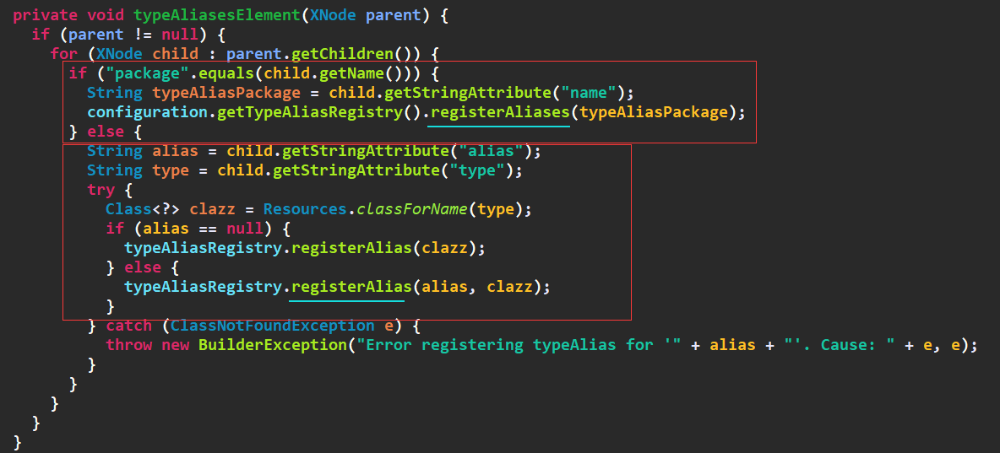 private void typeAliasesElement(XNode parent) {
  if (parent != null) {
    for (XNode child : parent.getChildren()) {
      if ("package".equals(child.getName())) {
        String typeAliasPackage = child.getStringAttribute("name");
        configuration.getTypeAliasRegistry().registerAliases(typeAliasPackage);
      } else {
        String alias = child.getStringAttribute("alias");
        String type = child.getStringAttribute("type");
        try {
          Class<?> clazz = Resources.classForName(type);
          if (alias == null) {
            typeAliasRegistry.registerAlias(clazz);
          } else {
            typeAliasRegistry.registerAlias(alias, clazz);
          }
        } catch (ClassNotFoundException e) {
          throw new BuilderException("Error registering typeAlias for '" + alias + "'. Cause: " + e, e);
        }
      }
    }
  }
}